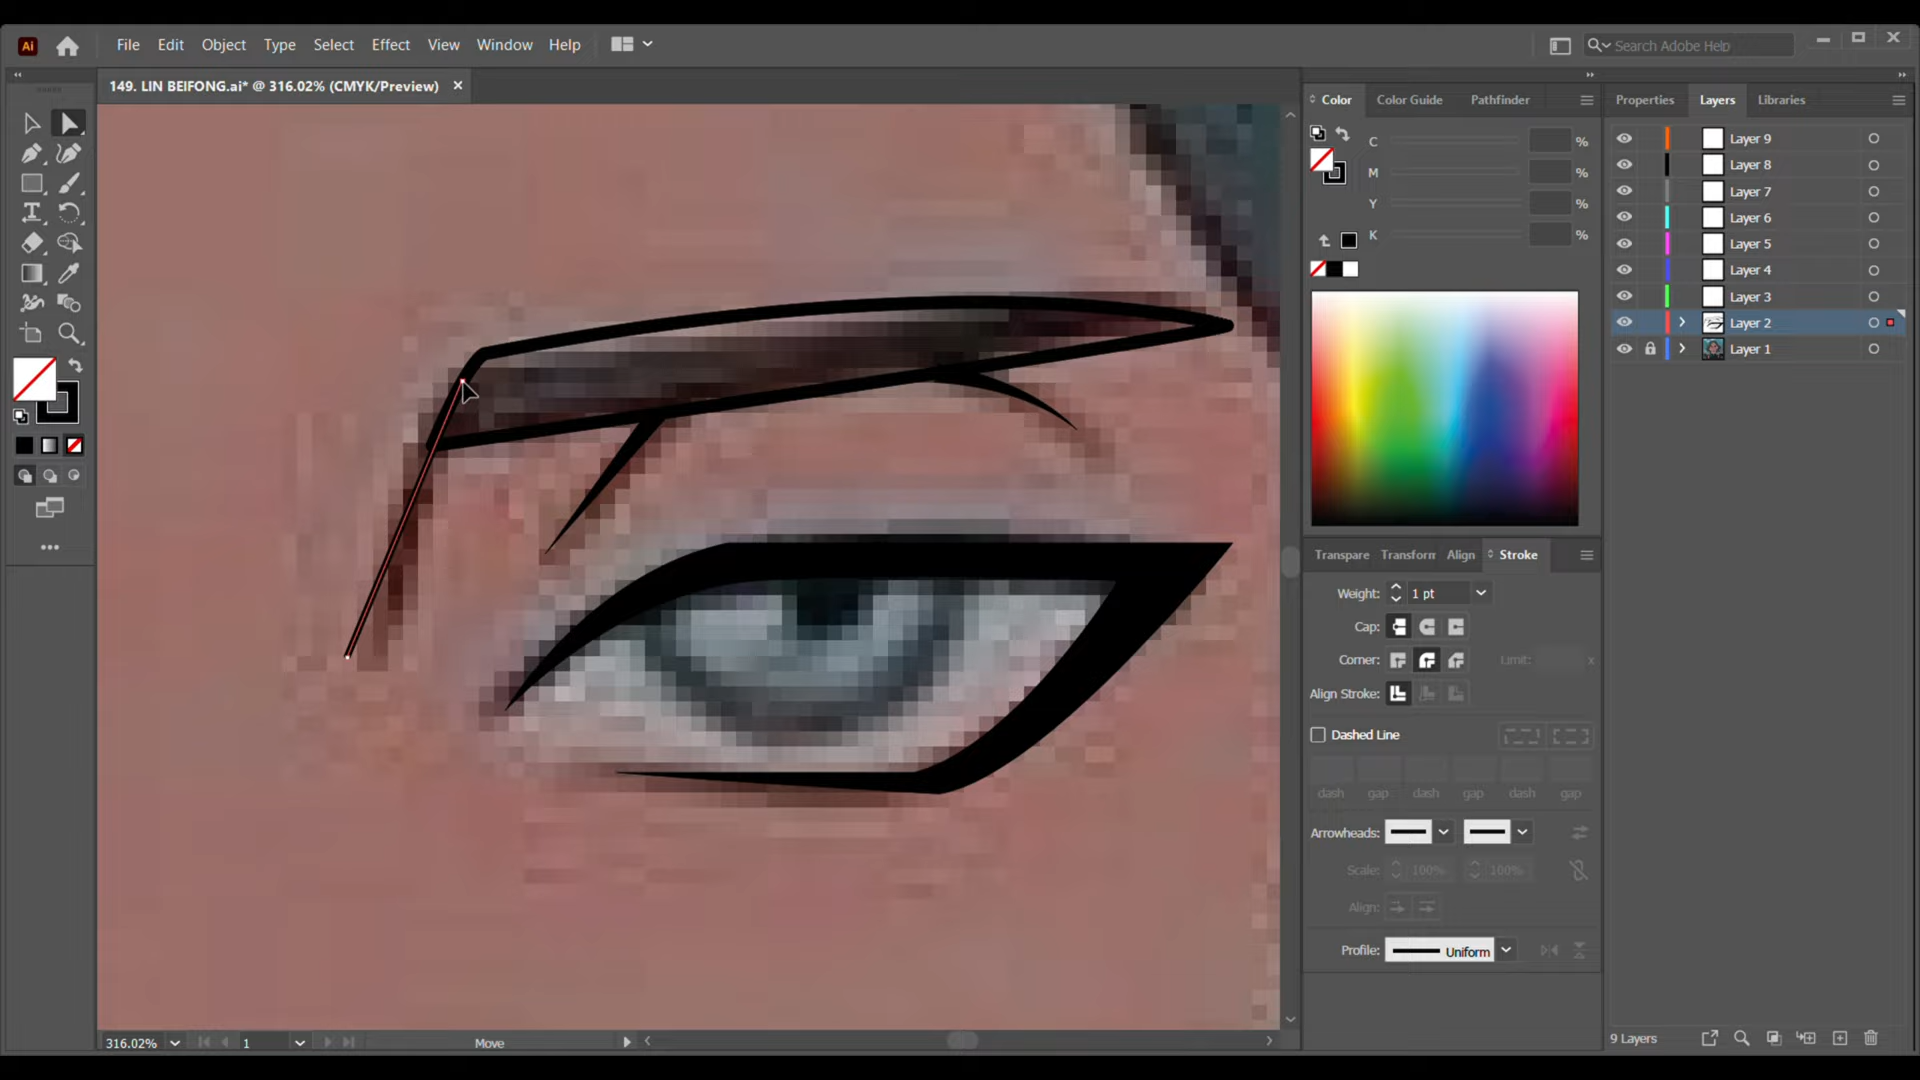 Ai File Edit Object Type Select Effect View Window Help Search Adobe Help
149. LIN BEIFONG.ai* @ 316.02% (CMYK/Preview) ×
Color Color Guide Pathfinder
C %
M %
Y %
K %
Transpare Transforn Align Stroke
Weight: 1 pt
Cap:
Corner: Limit: x
Align Stroke:
Dashed Line
dash gap dash gap dash gap
Arrowheads:
Scale: 100% 100%
Align:
Profile: Uniform
Properties Layers Libraries
Layer 9
Layer 8
Layer 7
Layer 6
Layer 5
Layer 4
Layer 3
Layer 2
Layer 1
9 Layers
316.02% 1 Move